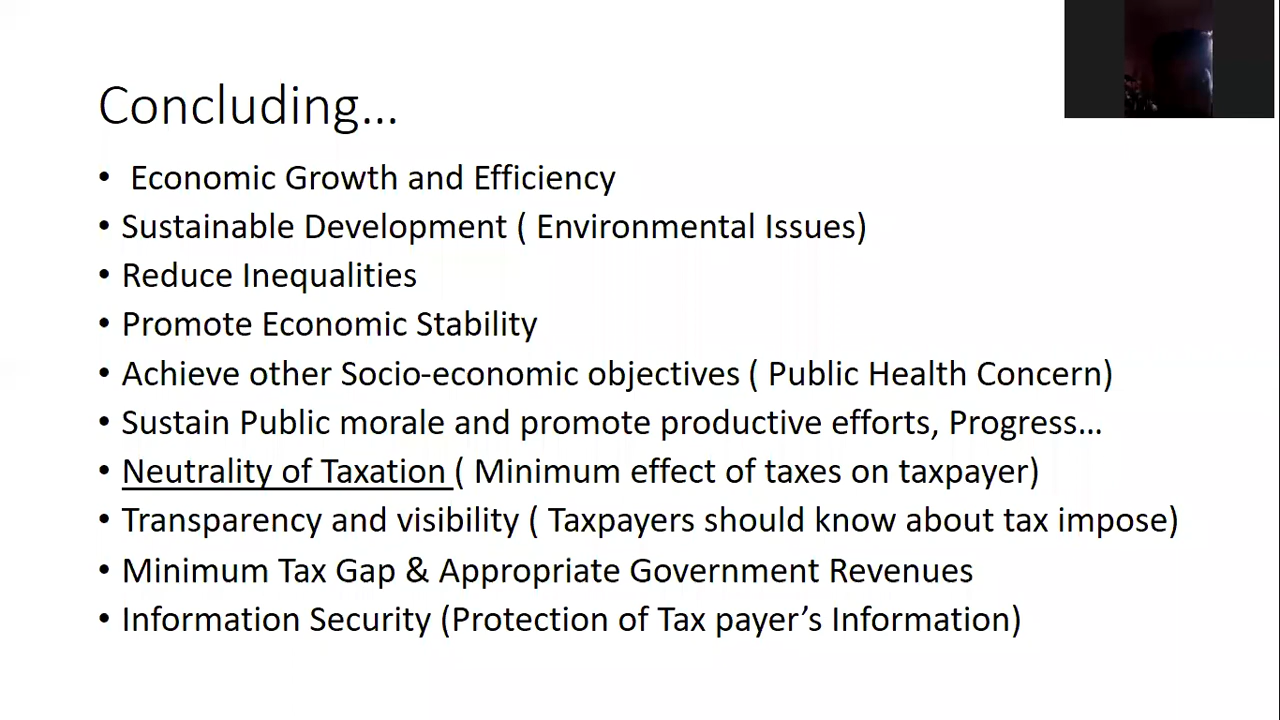 Concluding...
• Economic Growth and Efficiency
• Sustainable Development ( Environmental Issues)
• Reduce Inequalities
• Promote Economic Stability
• Achieve other Socio-economic objectives ( Public Health Concern)
• Sustain Public morale and promote productive efforts, Progress...
• Neutrality of Taxation ( Minimum effect of taxes on taxpayer)
• Transparency and visibility ( Taxpayers should know about tax impose)
• Minimum Tax Gap & Appropriate Government Revenues
• Information Security (Protection of Tax payer’s Information)